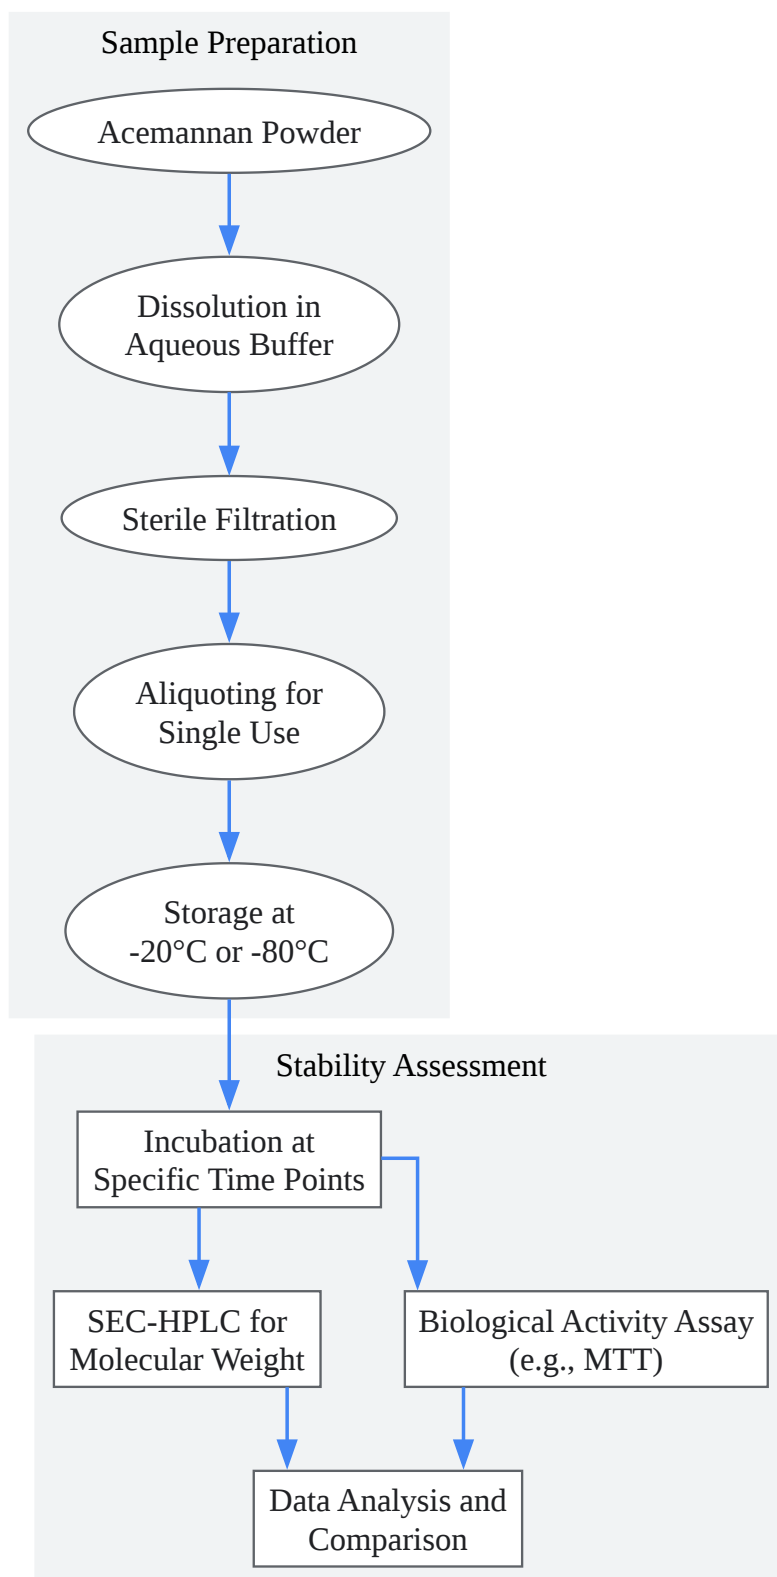 Sample Preparation
Acemannan Powder
Dissolution in
Aqueous Buffer
Sterile Filtration
Aliquoting for
Single Use
Storage at
-20°C or -80°C
Stability Assessment
Incubation at
Specific Time Points
SEC-HPLC for
Molecular Weight
Biological Activity Assay
(e.g., MTT)
Data Analysis and
Comparison